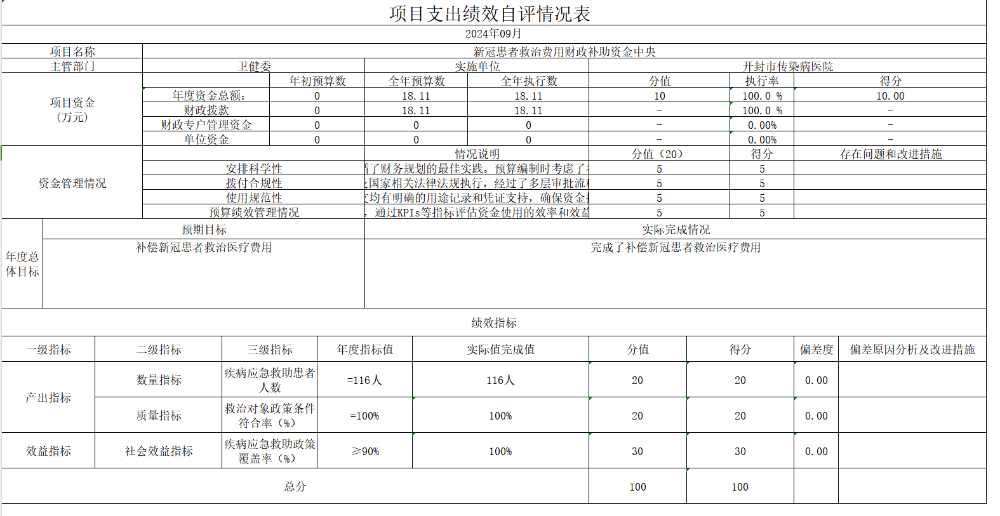 项目支出绩效自评情况表
2024年09月
项目名称 新冠患者救治费用财政补助资金中央
主管部门 卫健委 实施单位 开封市传染病医院
项目资金
(万元)
年初预算数 全年预算数 全年执行数 分值 执行率 得分
年度资金总额: 0 18.11 18.11 10 100.0 % 10.00
财政拨款 0 18.11 18.11 - 100.0 % -
财政专户管理资金 0 0 0 - 0.00% -
单位资金 0 0 0 - 0.00% -
资金管理情况
情况说明 分值（20） 得分 存在问题和改进措施
安排科学性 了财务规划的最佳实践。预算编制时考虑了 5 5
拨付合规性 国家相关法律法规执行，经过了多层审批流 5 5
使用规范性 均有明确的用途记录和凭证支持，确保资金 5 5
预算绩效管理情况 ，通过KPIs等指标评估资金使用的效率和效益 5 5
年度总
体目标
预期目标 实际完成情况
补偿新冠患者救治医疗费用 完成了补偿新冠患者救治医疗费用
绩效指标
一级指标 二级指标 三级指标 年度指标值 实际值完成值 分值 得分 偏差度 偏差原因分析及改进措施
产出指标
数量指标 疾病应急救助患者
人数 =116人 116人 20 20 0.00
质量指标 救治对象政策条件
符合率（%） =100% 100% 20 20 0.00
效益指标 社会效益指标 疾病应急救助政策
覆盖率（%） ≥90% 100% 30 30 0.00
总分 100 100